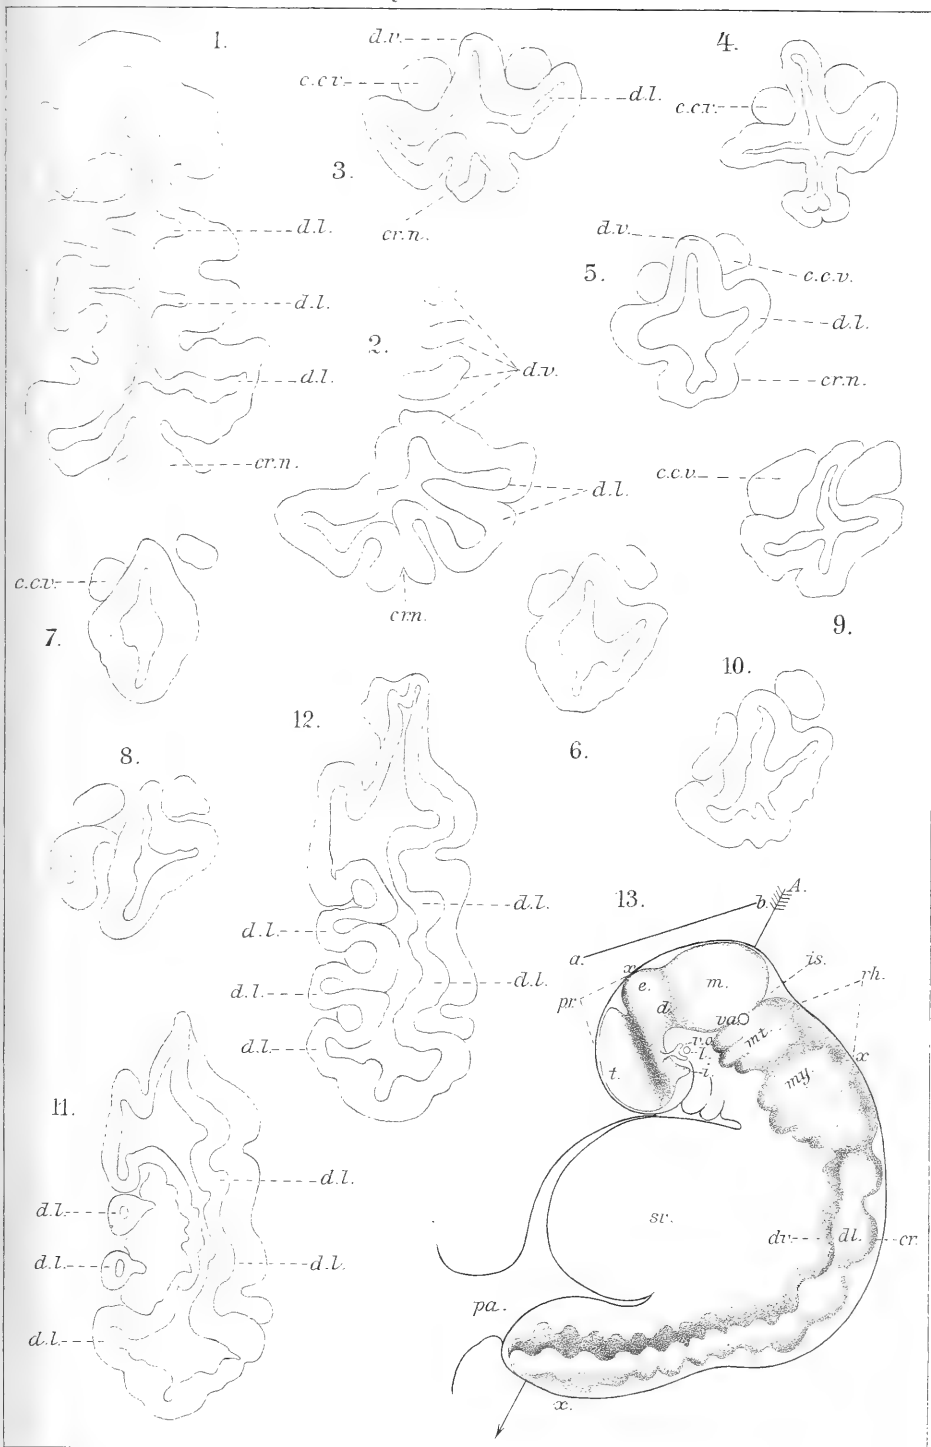 1.
d.l.
d.l.
d.l.
cr.n.
d.v.
c.c.v.
d.l.
3.
cr.n.
4.
c.c.v.
d.v.
5.
c.c.v.
d.l.
cr.n.
2.
d.v.
d.l.
cr.n.
c.c.v.
9.
c.c.v.
7.
6.
10.
8.
12.
d.l.
d.l.
d.l.
d.l.
d.l.
11.
d.l.
d.l.
d.l.
d.l.
d.l.
13.
A.
b.
a.
x
e.
m.
is.
rh.
pr.
d.
va.
mt.
v.o.
l.
i.
t.
my.
x
sv.
dv.
dl.
cr.
pa.
x.